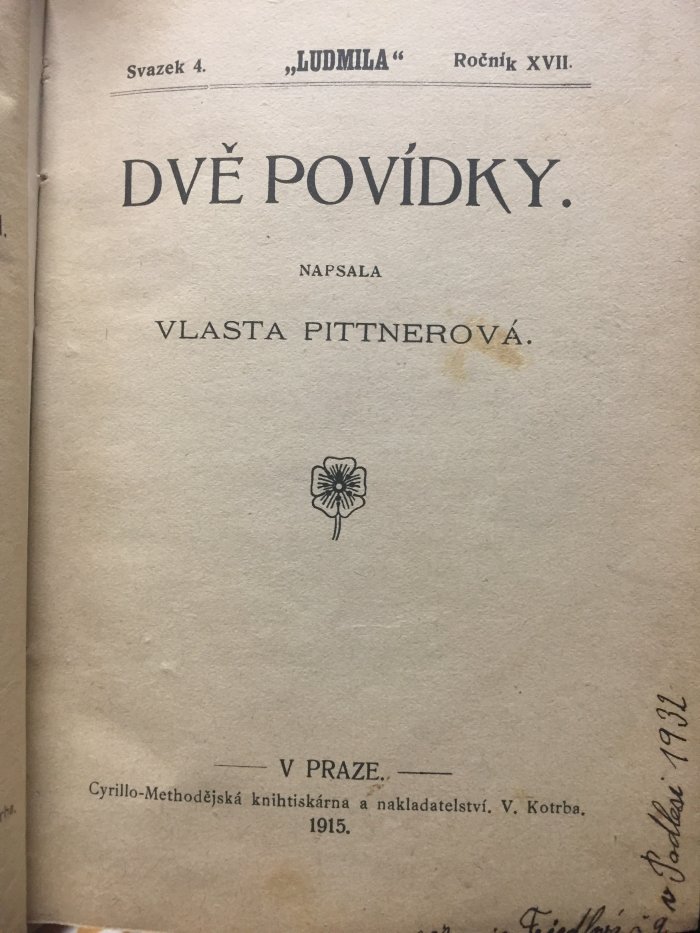 Svazek 4. „LUDMILA“ Ročník XVII.
DVĚ POVÍDKY.
NAPSALA
VLASTA PITTNEROVÁ.
V PRAZE.
Cyrillo-Methodějská knihtiskárna a nakladatelství. V. Kotrba.
1915.
v Podlesí 1932